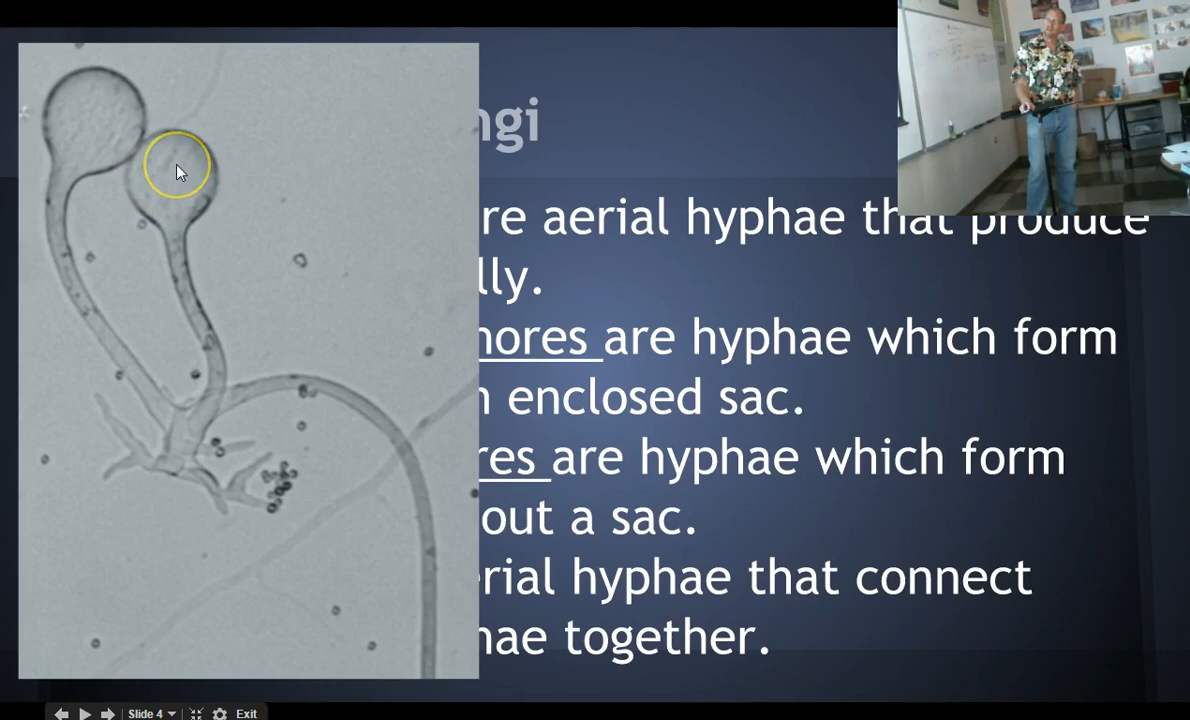 ngi
re aerial hyphae that produce
lly.
hores are hyphae which form
n enclosed sac.
res are hyphae which form
out a sac.
erial hyphae that connect
hae together.
Slide 4
Exit